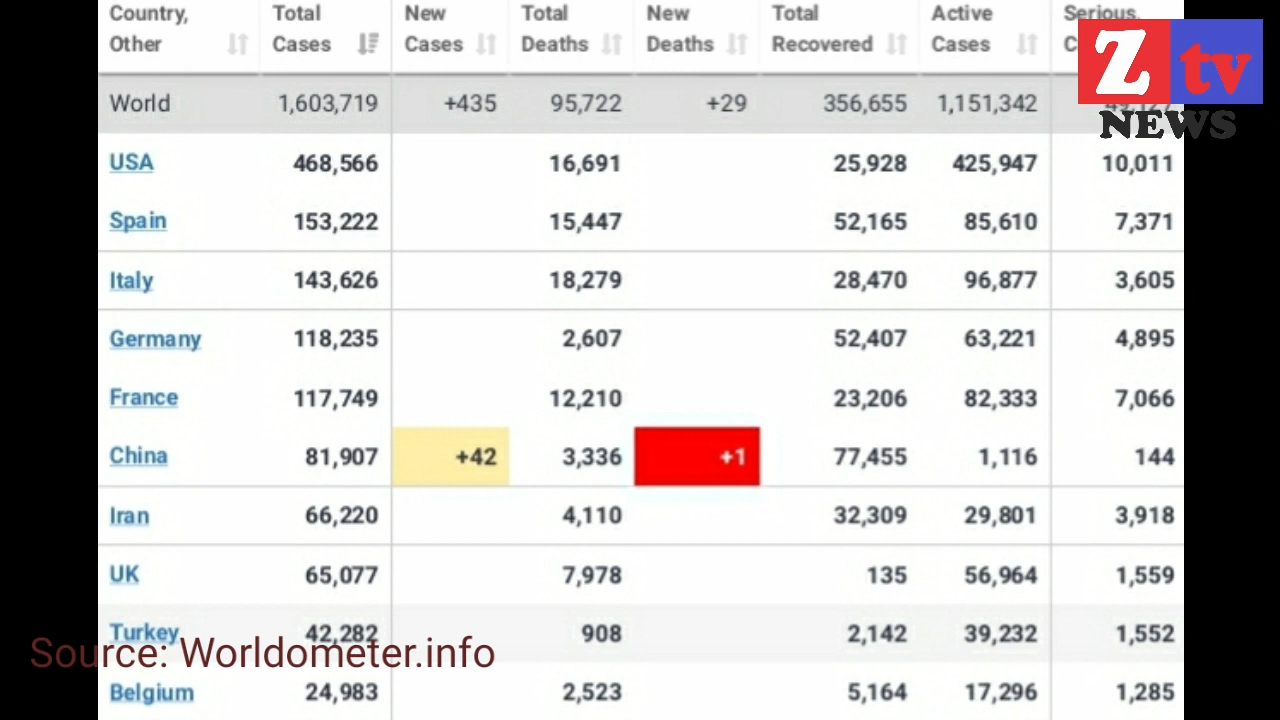 Country, Total New Total New Total Active Serious,
Other Cases Cases Deaths Deaths Recovered Cases
World 1,603,719 +435 95,722 +29 356,655 1,151,342
USA 468,566 16,691 25,928 425,947 10,011
Spain 153,222 15,447 52,165 85,610 7,371
Italy 143,626 18,279 28,470 96,877 3,605
Germany 118,235 2,607 52,407 63,221 4,895
France 117,749 12,210 23,206 82,333 7,066
China 81,907 +42 3,336 +1 77,455 1,116 144
Iran 66,220 4,110 32,309 29,801 3,918
UK 65,077 7,978 135 56,964 1,559
Turkey 42,282 908 2,142 39,232 1,552
Belgium 24,983 2,523 5,164 17,296 1,285
Source: Worldometer.info
Z tv
NEWS